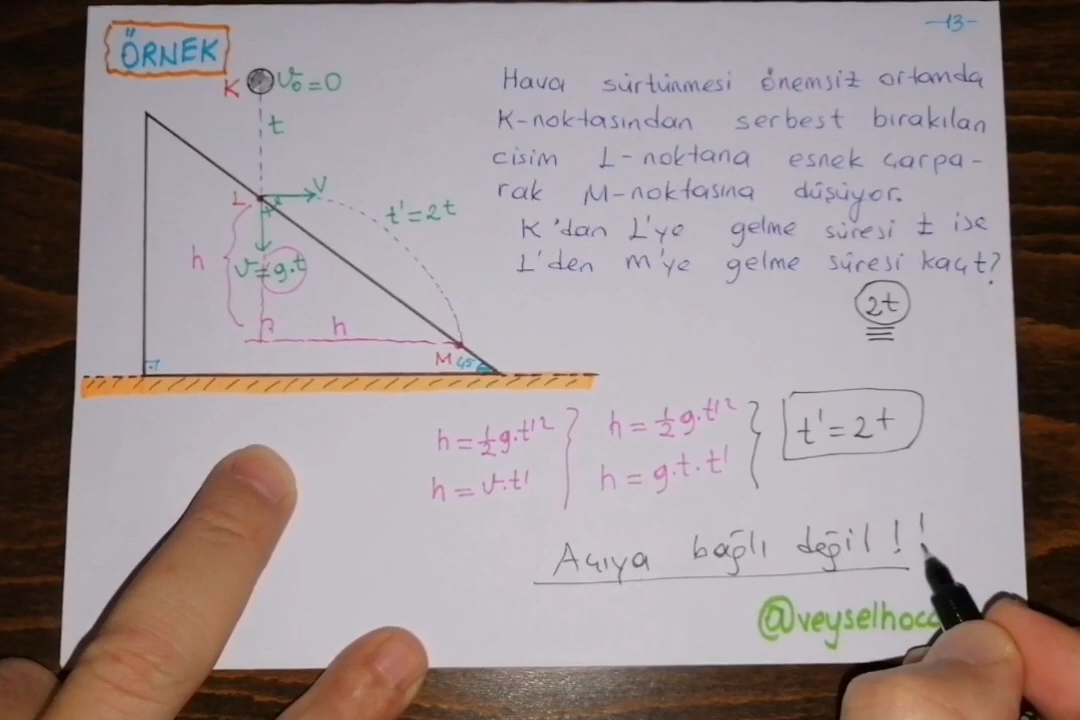 -13-
ÖRNEK
K V₀=0
t
L V
t'=2t
h V=g.t
h
M 45
Hava sürtünmesi önemsiz ortamda
K-noktasından serbest bırakılan
cisim L-noktana esnek çarpa-
rak M-noktasına düşüyor.
K'dan L'ye gelme süresi t ise
L'den M'ye gelme süresi kaç t?
2t
h = ½g.t'²
h = V.t'
h = ½g.t'²
h = g.t.t'
t'=2t
Açıya bağlı değil!!
@veyselhoca